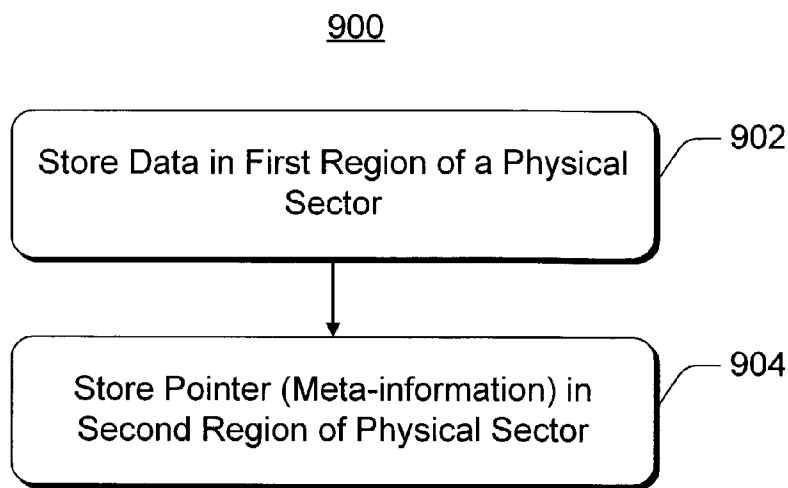 900
Store Data in First Region of a Physical
Sector
902
Store Pointer (Meta-information) in
Second Region of Physical Sector
904